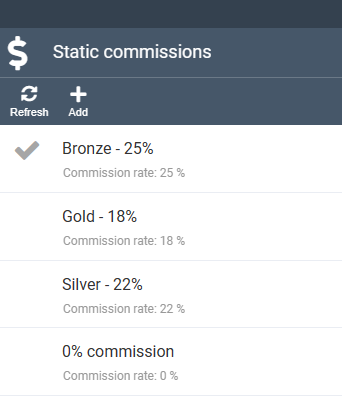 $ Static commissions
Refresh Add
Bronze - 25%
Commission rate: 25 %
Gold - 18%
Commission rate: 18 %
Silver - 22%
Commission rate: 22 %
0% commission
Commission rate: 0 %